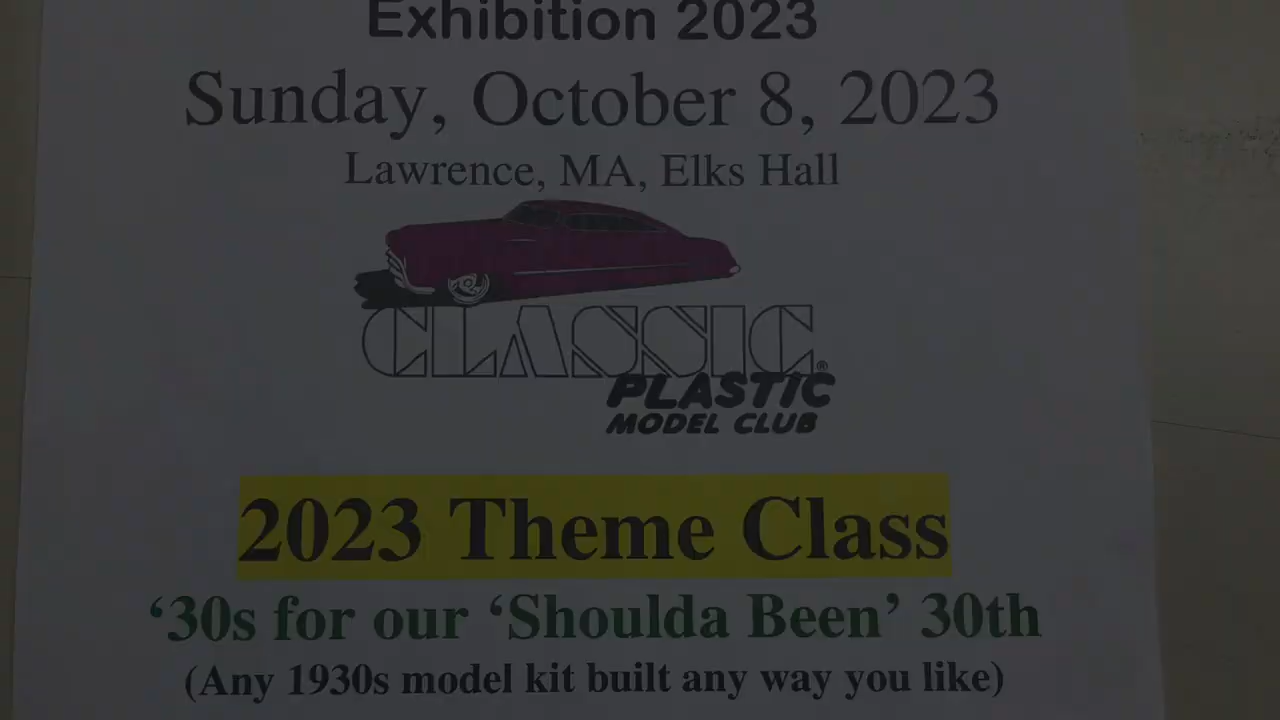 Exhibition 2023
Sunday, October 8, 2023
Lawrence, MA, Elks Hall
CLASSIC®
PLASTIC
MODEL CLUB
2023 Theme Class
‘30s for our ‘Shoulda Been’ 30th
(Any 1930s model kit built any way you like)